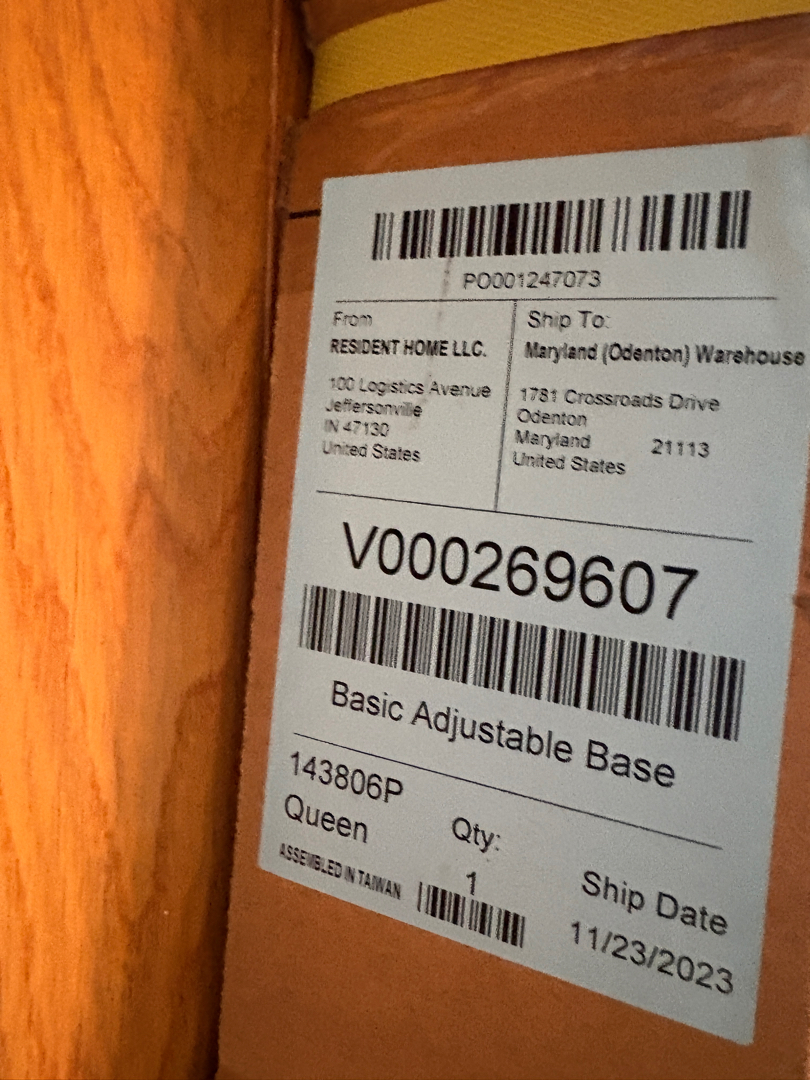 PO001247073
From
RESIDENT HOME LLC.
100 Logistics Avenue
Jeffersonville
IN 47130
United States
Ship To:
Maryland (Odenton) Warehouse
1781 Crossroads Drive
Odenton
Maryland 21113
United States
V000269607
Basic Adjustable Base
143806P
Queen
ASSEMBLED IN TAIWAN
Qty:
1
Ship Date
11/23/2023